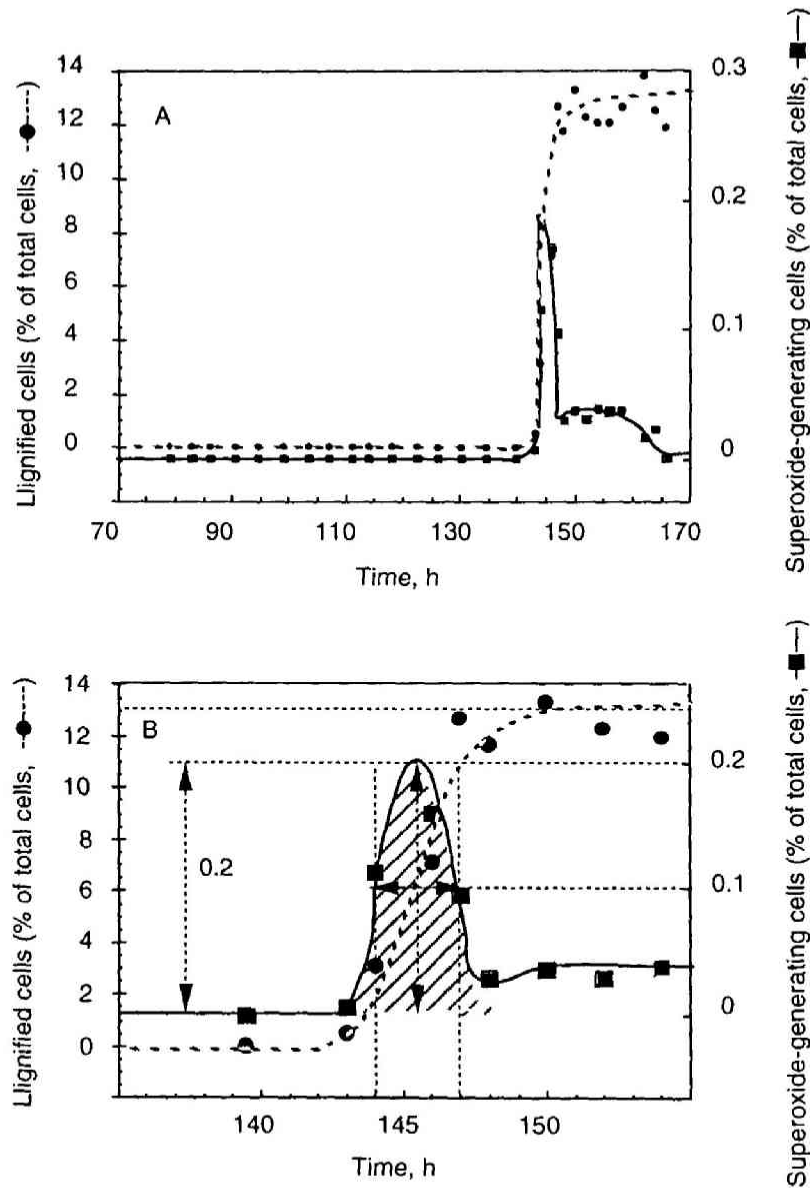 Llignified cells (% of total cells, --●-----)
14
12
10
8
6
4
2
0
A
0.3
0.2
0.1
0
Superoxide-generating cells (% of total cells, -■—)
70 90 110 130 150 170
Time, h
Llignified cells (% of total cells, --●-----)
14
12
10
8
6
4
2
0
B
0.2
0.2
0.1
0
Superoxide-generating cells (% of total cells, -■—)
140 145 150
Time, h